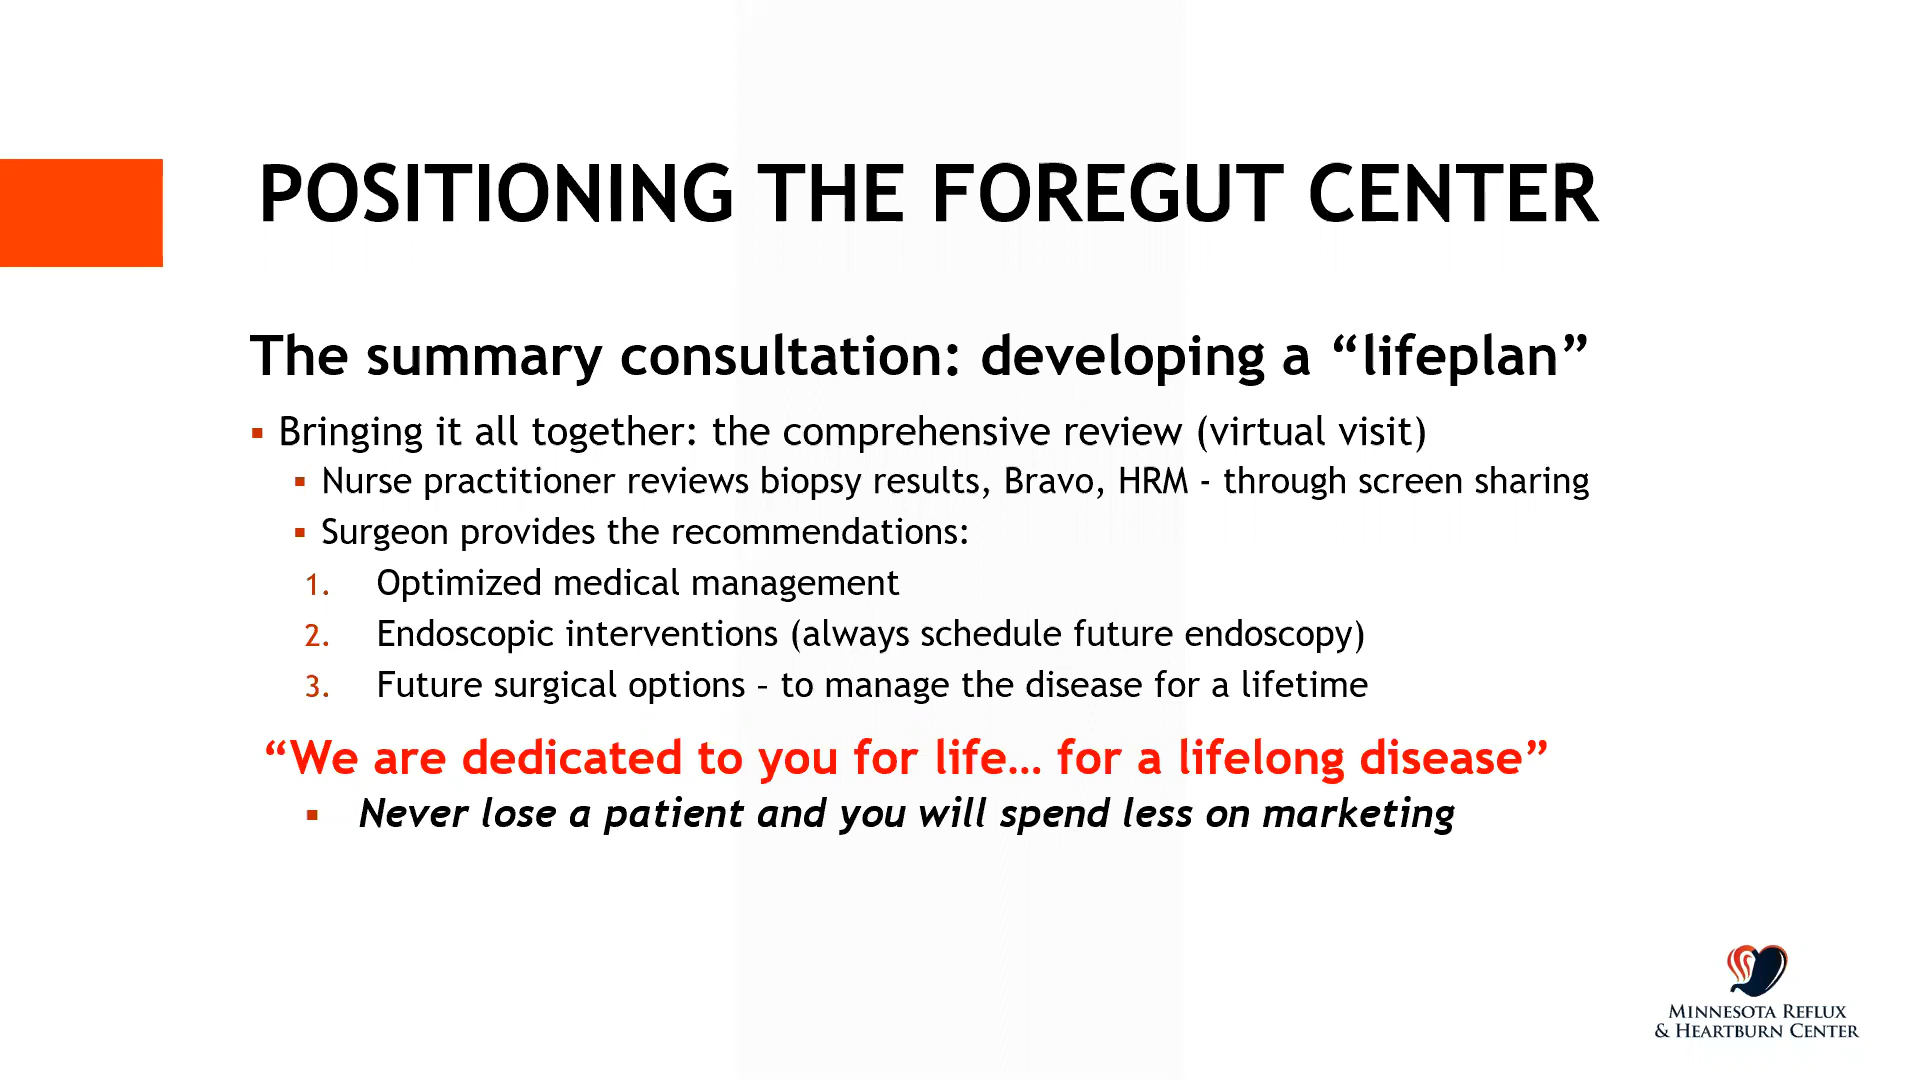 POSITIONING THE FOREGUT CENTER
The summary consultation: developing a “lifeplan”
▪ Bringing it all together: the comprehensive review (virtual visit)
▪ Nurse practitioner reviews biopsy results, Bravo, HRM - through screen sharing
▪ Surgeon provides the recommendations:
1. Optimized medical management
2. Endoscopic interventions (always schedule future endoscopy)
3. Future surgical options – to manage the disease for a lifetime
“We are dedicated to you for life… for a lifelong disease”
▪ Never lose a patient and you will spend less on marketing
MINNESOTA REFLUX
& HEARTBURN CENTER